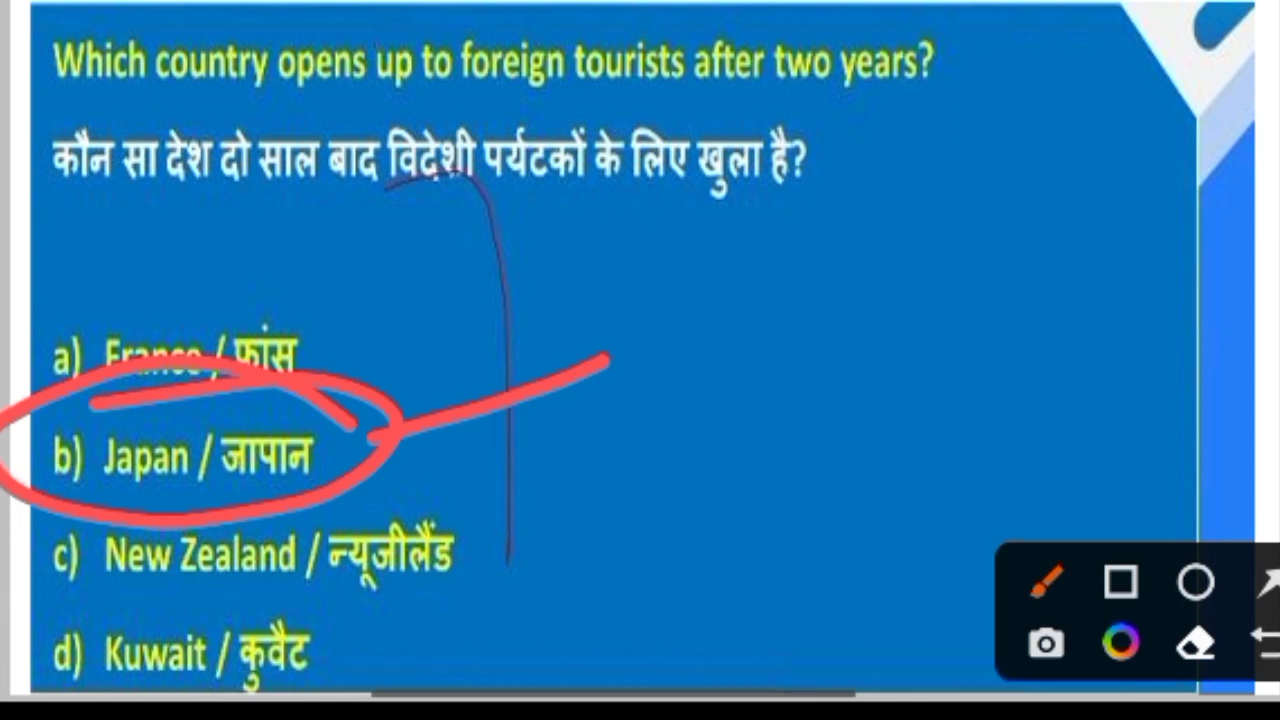 Which country opens up to foreign tourists after two years?
कौन सा देश दो साल बाद विदेशी पर्यटकों के लिए खुला है?
a) France / फ्रांस
b) Japan / जापान
c) New Zealand / न्यूजीलैंड
d) Kuwait / कुवैट